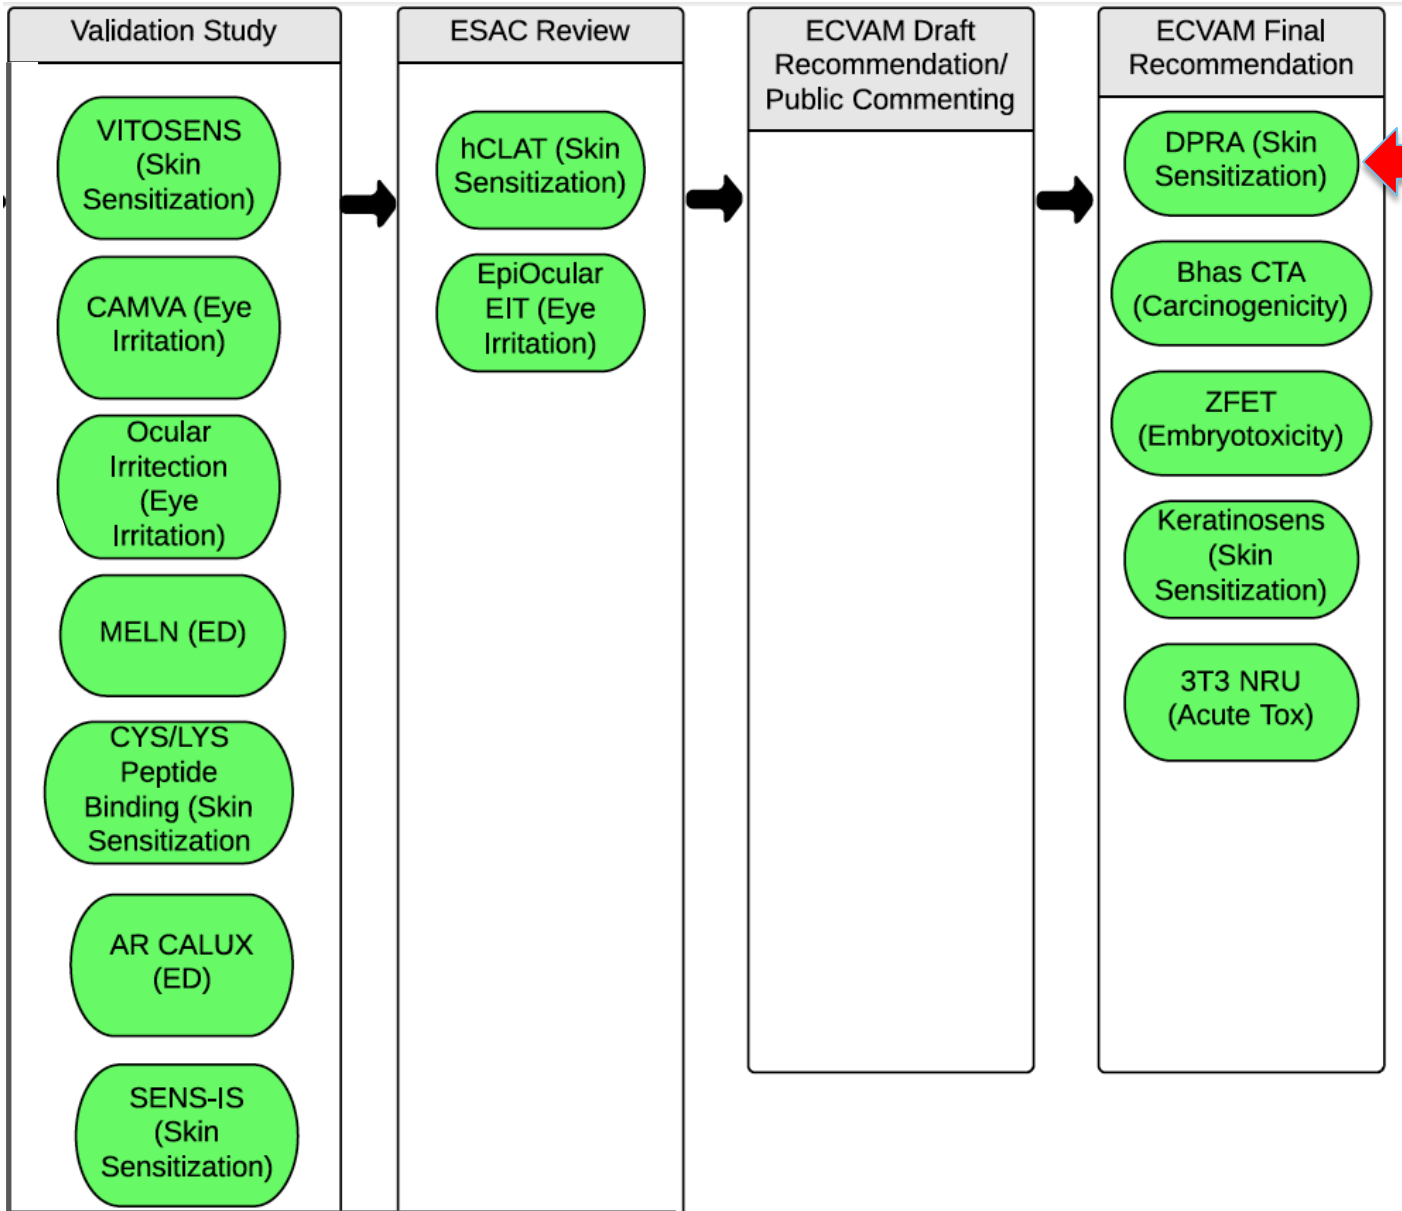 Validation Study
VITOSENS
(Skin
Sensitization)
CAMVA (Eye
Irritation)
Ocular
Irritection
(Eye
Irritation)
MELN (ED)
CYS/LYS
Peptide
Binding (Skin
Sensitization
AR CALUX
(ED)
SENS-IS
(Skin
Sensitization)
ESAC Review
hCLAT (Skin
Sensitization)
EpiOcular
EIT (Eye
Irritation)
ECVAM Draft
Recommendation/
Public Commenting
ECVAM Final
Recommendation
DPRA (Skin
Sensitization)
Bhas CTA
(Carcinogenicity)
ZFET
(Embryotoxicity)
Keratinosens
(Skin
Sensitization)
3T3 NRU
(Acute Tox)